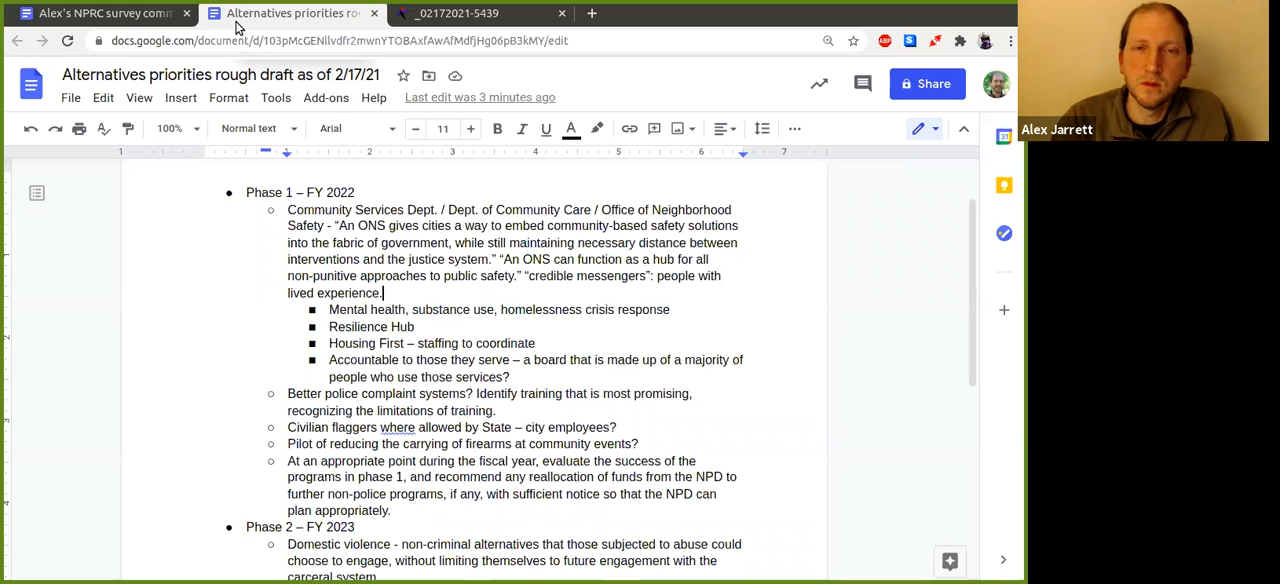 Alex's NPRC survey comm
Alternatives priorities ro
_02172021-5439
docs.google.com/document/d/103pMcGENllvdfr2mwnYTOBAxfAwAfMdfjHg06pB3kMY/edit
ABP
S
Alternatives priorities rough draft as of 2/17/21
File Edit View Insert Format Tools Add-ons Help Last edit was 3 minutes ago
Share
100% Normal text Arial 11 B I U A
1 1 2 3 4 5 6 7
31
Alex Jarrett
Phase 1 – FY 2022
Community Services Dept. / Dept. of Community Care / Office of Neighborhood
Safety - “An ONS gives cities a way to embed community-based safety solutions
into the fabric of government, while still maintaining necessary distance between
interventions and the justice system.” “An ONS can function as a hub for all
non-punitive approaches to public safety.” “credible messengers”: people with
lived experience.
Mental health, substance use, homelessness crisis response
Resilience Hub
Housing First – staffing to coordinate
Accountable to those they serve – a board that is made up of a majority of
people who use those services?
Better police complaint systems? Identify training that is most promising,
recognizing the limitations of training.
Civilian flaggers where allowed by State – city employees?
Pilot of reducing the carrying of firearms at community events?
At an appropriate point during the fiscal year, evaluate the success of the
programs in phase 1, and recommend any reallocation of funds from the NPD to
further non-police programs, if any, with sufficient notice so that the NPD can
plan appropriately.
Phase 2 – FY 2023
Domestic violence - non-criminal alternatives that those subjected to abuse could
choose to engage, without limiting themselves to future engagement with the
carceral system